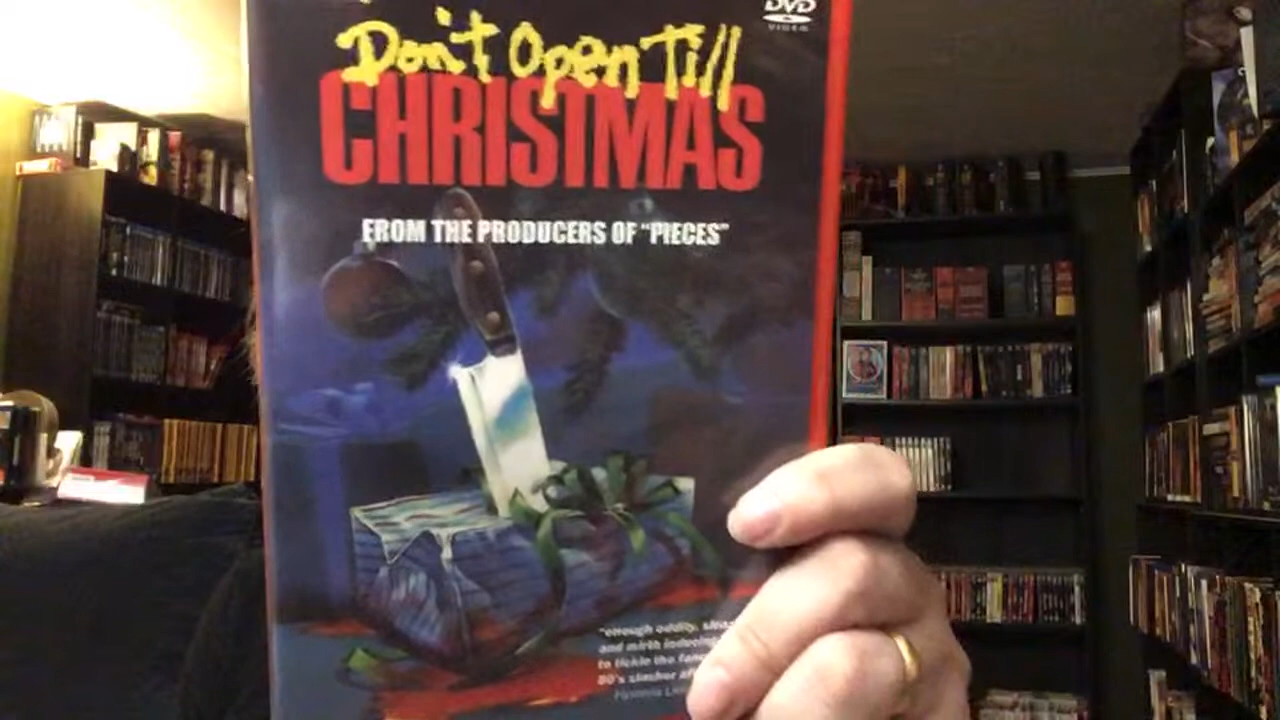 DVD
VIDEO
Don't Open Till
CHRISTMAS
FROM THE PRODUCERS OF "PIECES"
"enough oddity,
and mirth
to tickle the
80's slasher